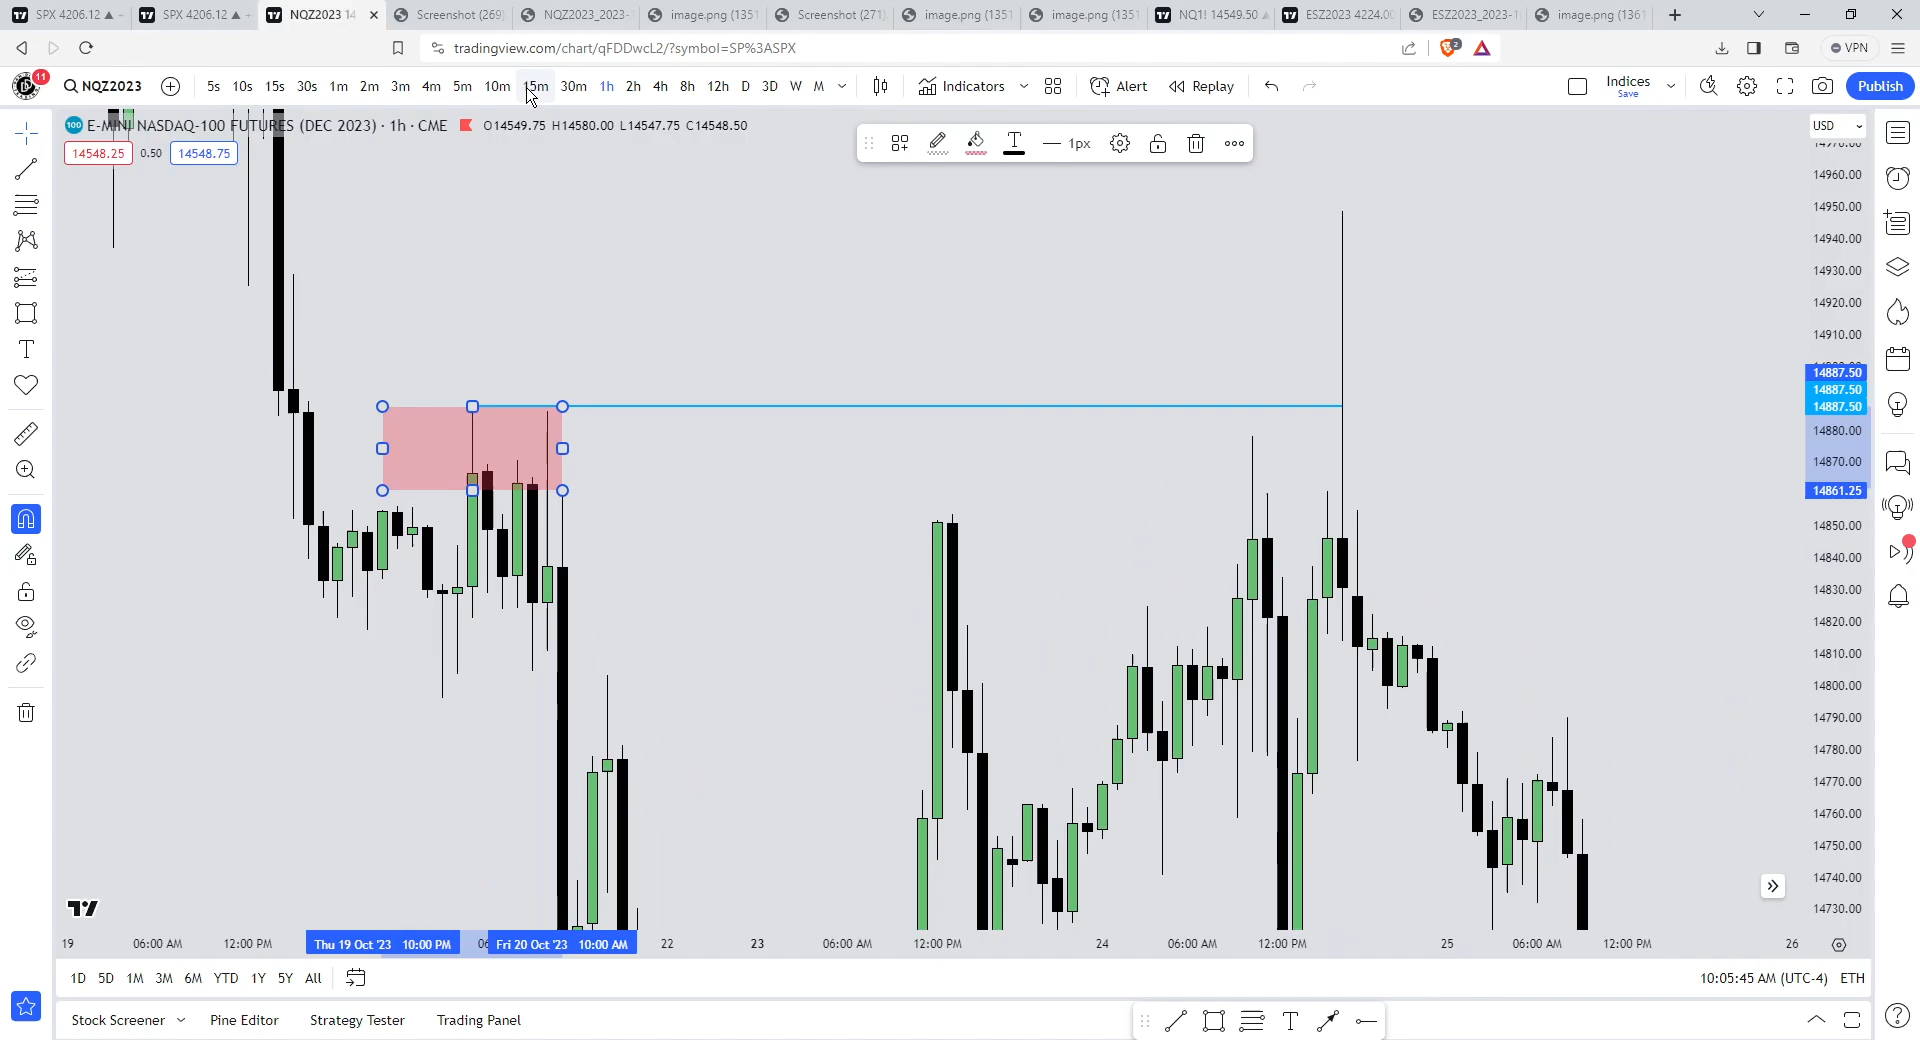 SPX 4206.12 ▲
SPX 4206.12 ▲
NQZ2023 14
Screenshot (269)
NQZ2023_2023-1
image.png (1351
Screenshot (271)
image.png (1351
image.png (1351
NQ1! 14549.50 ▲
ESZ2023 4224.00
ESZ2023_2023-1
image.png (1361
tradingview.com/chart/qFDDwcL2/?symbol=SP%3ASPX
2
VPN
11
NQZ2023
5s 10s 15s 30s 1m 2m 3m 4m 5m 10m 15m 30m 1h 2h 4h 8h 12h D 3D W M
Indicators
Alert
Replay
Indices
Save
Publish
100 E-MINI NASDAQ-100 FUTURES (DEC 2023) · 1h · CME O14549.75 H14580.00 L14547.75 C14548.50
14548.25 0.50 14548.75
1px
USD
14970.00
14960.00
14950.00
14940.00
14930.00
14920.00
14910.00
14887.50
14887.50
14887.50
14880.00
14870.00
14861.25
14850.00
14840.00
14830.00
14820.00
14810.00
14800.00
14790.00
14780.00
14770.00
14760.00
14750.00
14740.00
14730.00
19 06:00 AM 12:00 PM Thu 19 Oct '23 10:00 PM Fri 20 Oct '23 10:00 AM 22 23 06:00 AM 12:00 PM 24 06:00 AM 12:00 PM 25 06:00 AM 12:00 PM 26
1D 5D 1M 3M 6M YTD 1Y 5Y All
10:05:45 AM (UTC-4) ETH
Stock Screener Pine Editor Strategy Tester Trading Panel